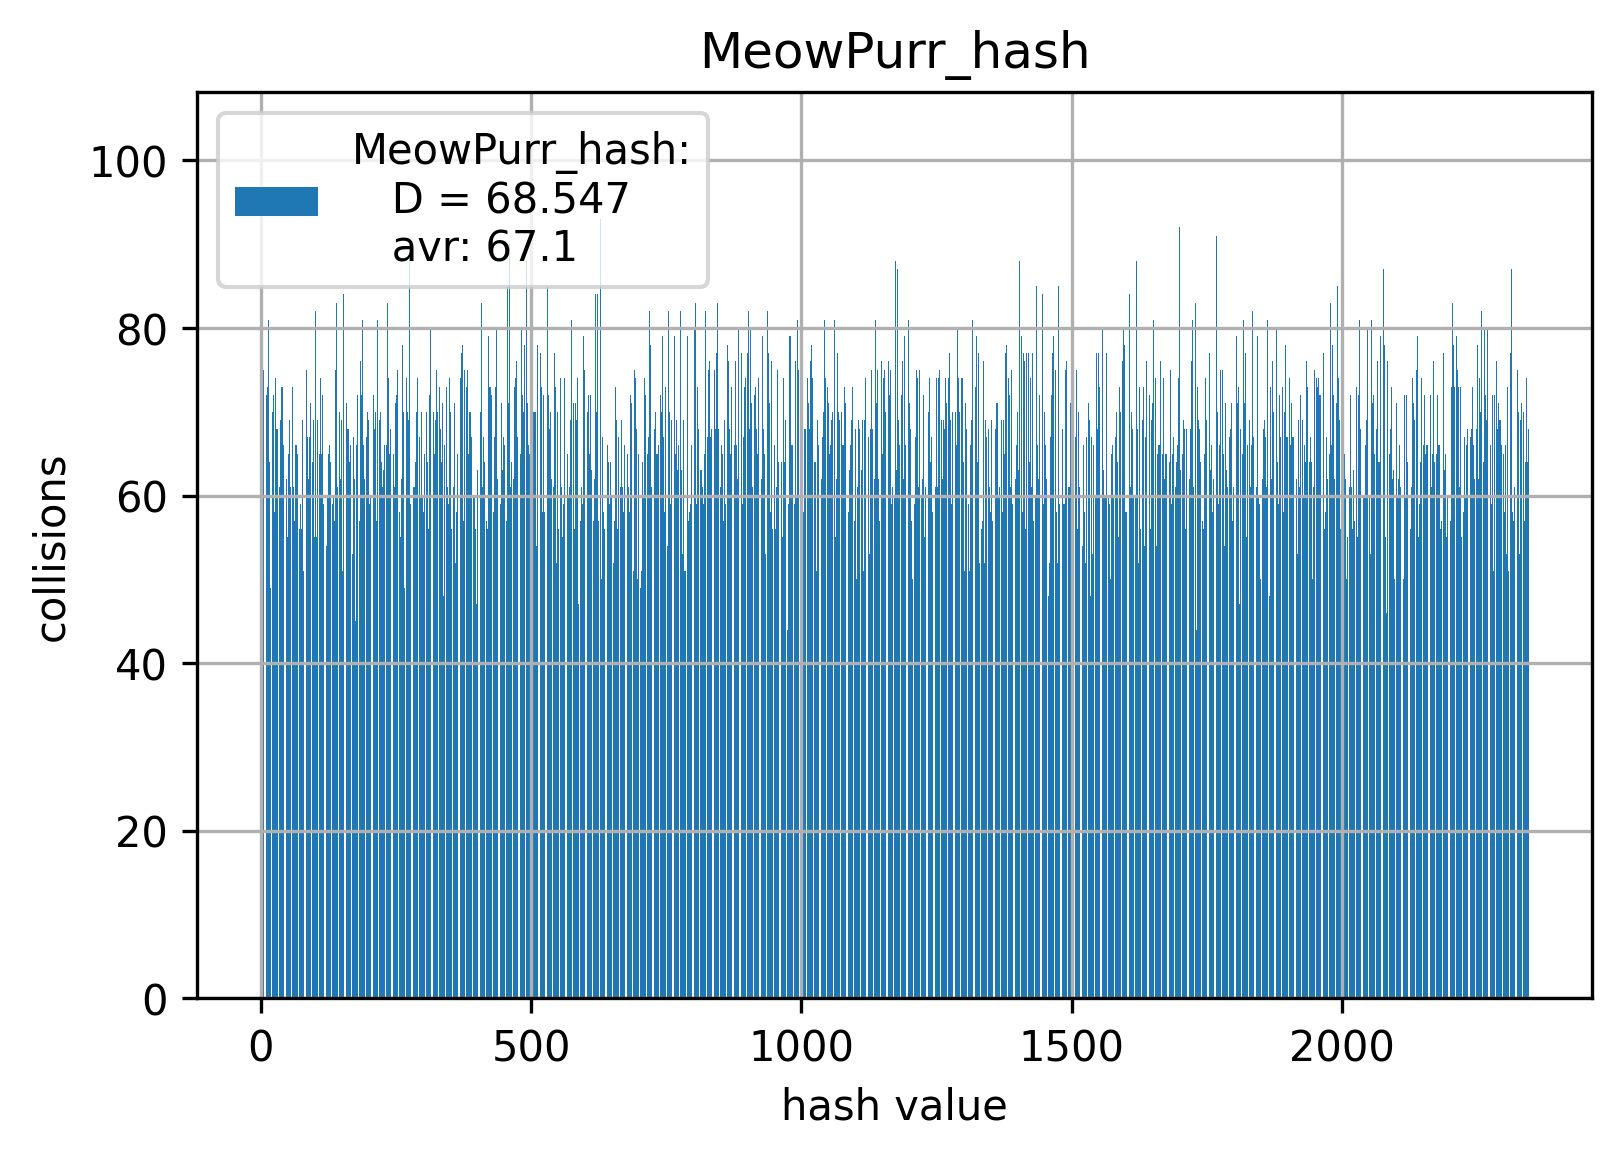 MeowPurr_hash
MeowPurr_hash:
D = 68.547
avr: 67.1
100
80
60
40
20
0
collisions
0 500 1000 1500 2000
hash value